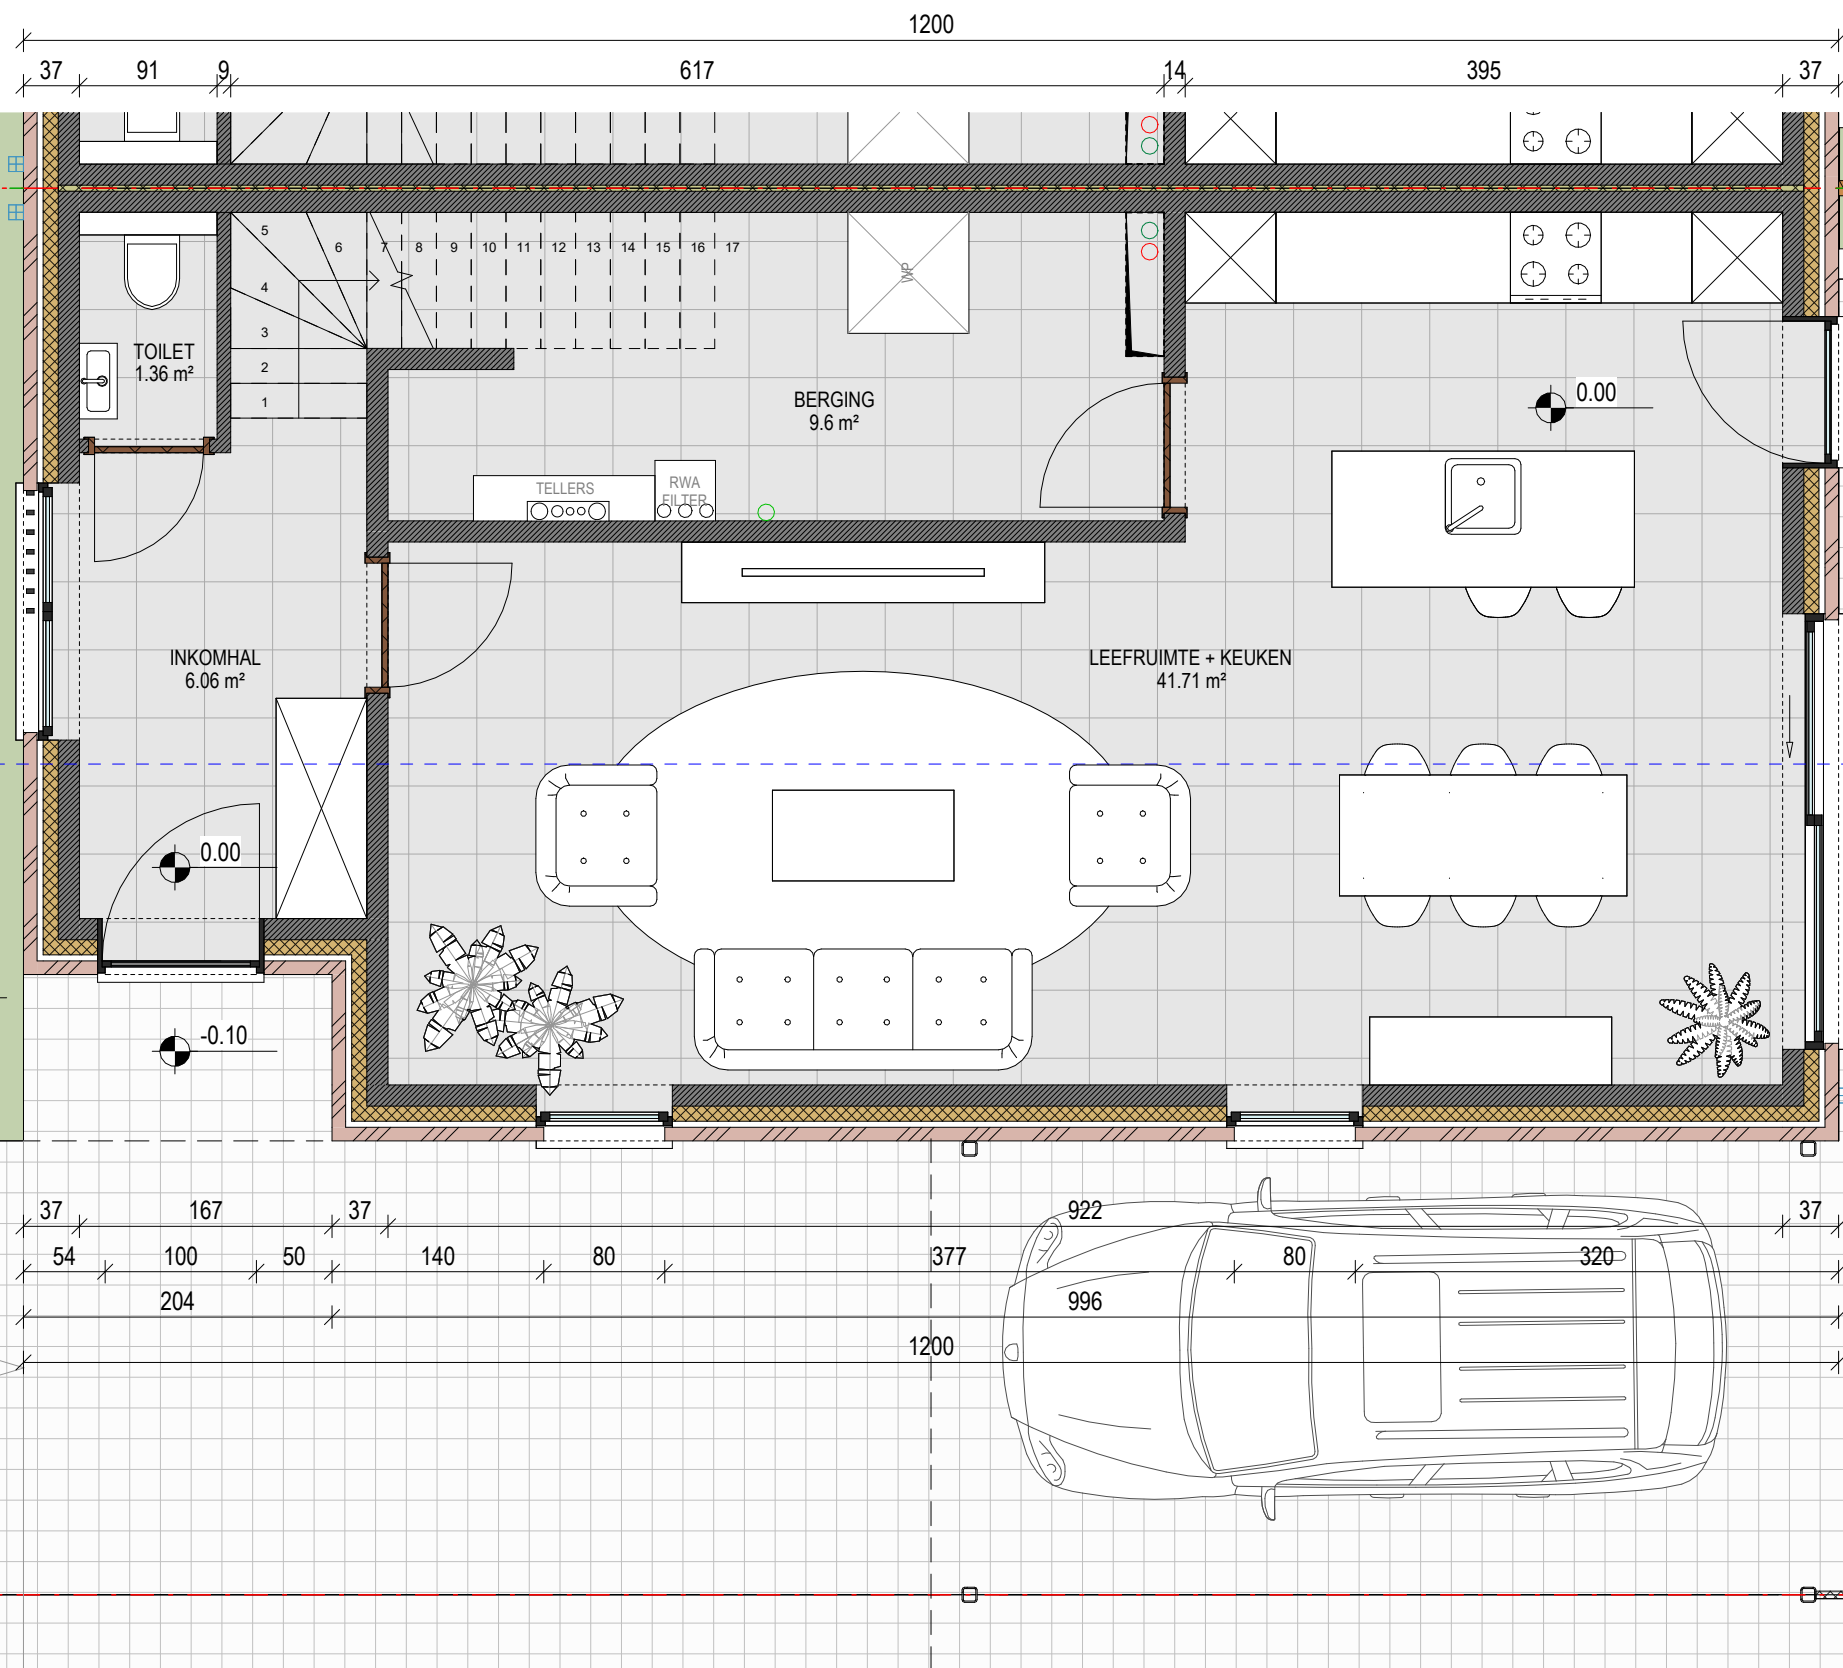 1200
37 91 9 617 14 395 37
5 6 7 8 9 10 11 12 13 14 15 16 17
4
3
2
1
WP
TOILET
1.36 m²
BERGING
9.6 m²
0.00
TELLERS
RWA
FILTER
INKOMHAL
6.06 m²
LEEFRUIMTE + KEUKEN
41.71 m²
0.00
-0.10
37 167 37 922 37
54 100 50 140 80 377 80 320
204 996
1200